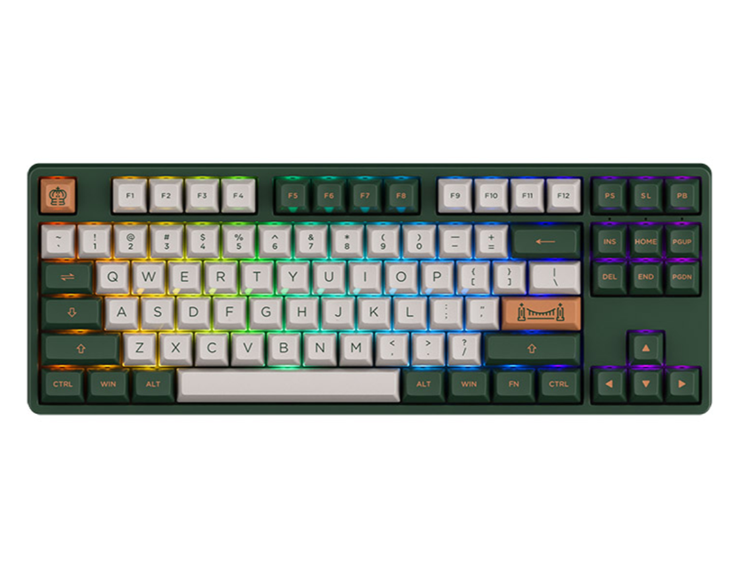 F1 F2 F3 F4 F5 F6 F7 F8 F9 F10 F11 F12 PS SL PB
~ ! @ # $ % ^ & * ( ) — +
` 1 2 3 4 5 6 7 8 9 0 - = ← INS HOME PGUP
Q W E R T Y U I O P { [ } ] | \ DEL END PGDN
A S D F G H J K L : ; " '
Z X C V B N M < , > . ? /
CTRL WIN ALT ALT WIN FN CTRL